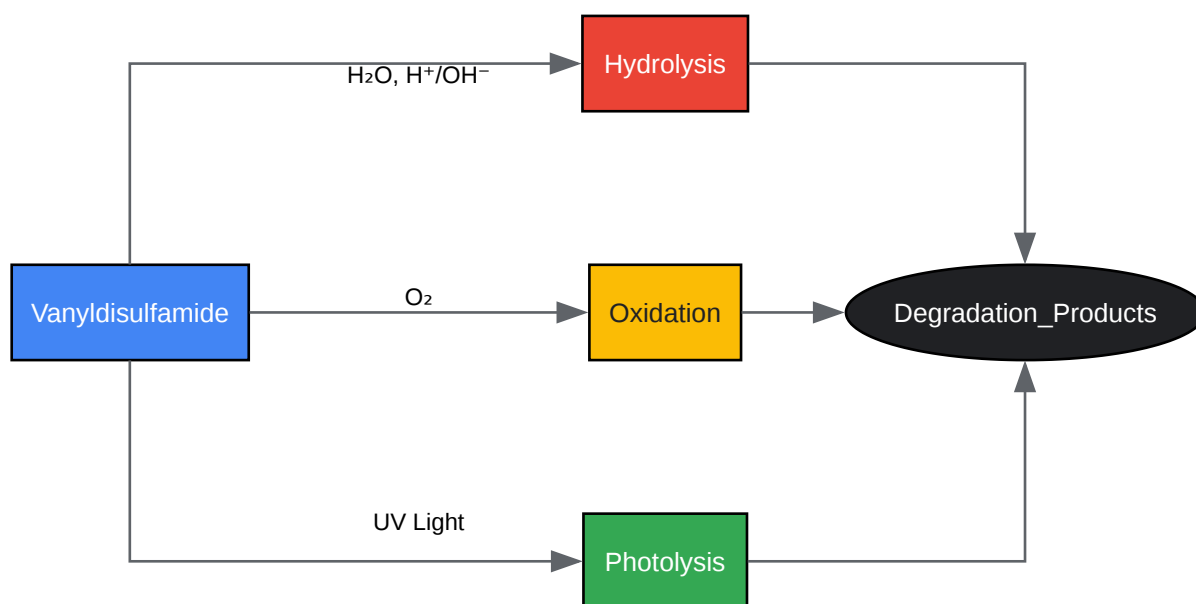 Hydrolysis
H₂O, H⁺/OH⁻
Vanyldisulfamide
O₂
Oxidation
Degradation_Products
UV Light
Photolysis